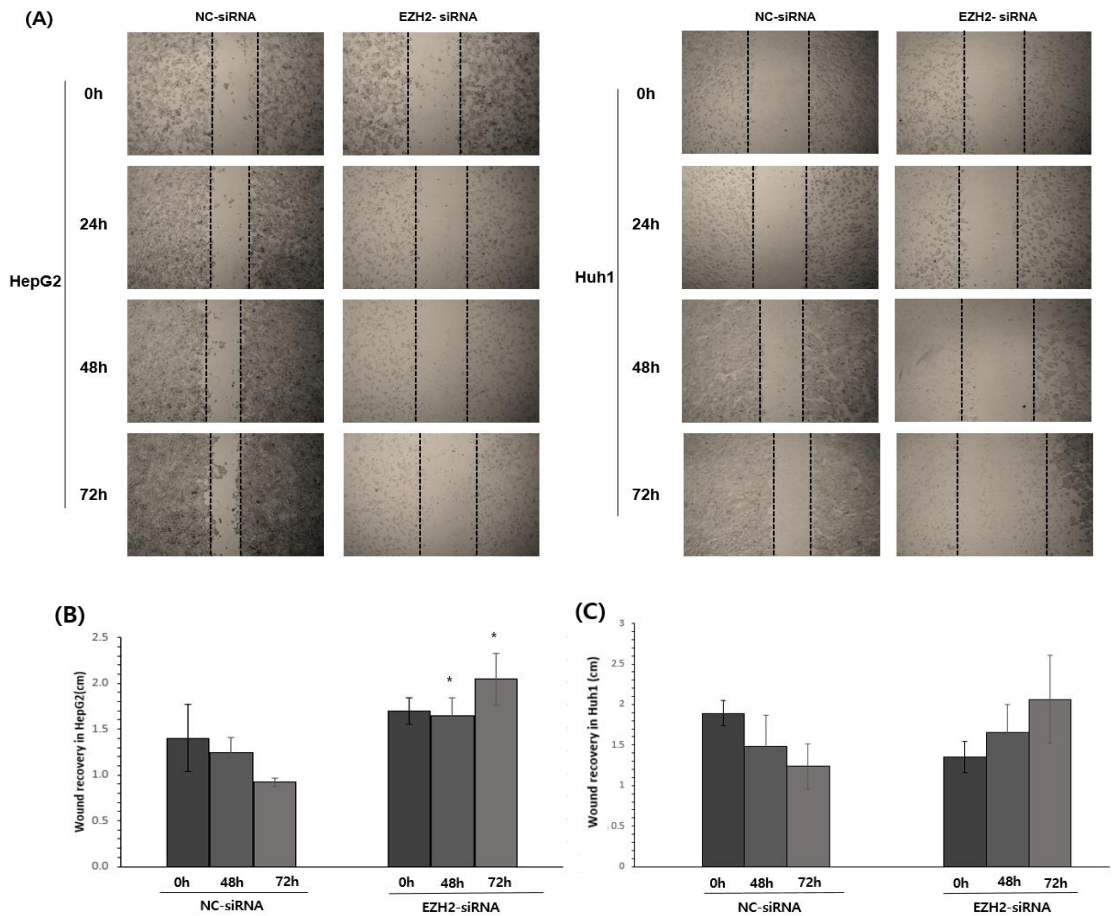 (A)
NC-siRNA EZH2- siRNA NC-siRNA EZH2- siRNA
0h 0h
24h 24h
HepG2 Huh1
48h 48h
72h 72h
(B)
Wound recovery in HepG2(cm)
2.5
2.0
1.5
1.0
0.5
0.0
*
*
0h 48h 72h 0h 48h 72h
NC-siRNA EZH2-siRNA
(C)
Wound recovery in Huh1 (cm)
3
2.5
2
1.5
1
0.5
0
0h 48h 72h 0h 48h 72h
NC-siRNA EZH2-siRNA